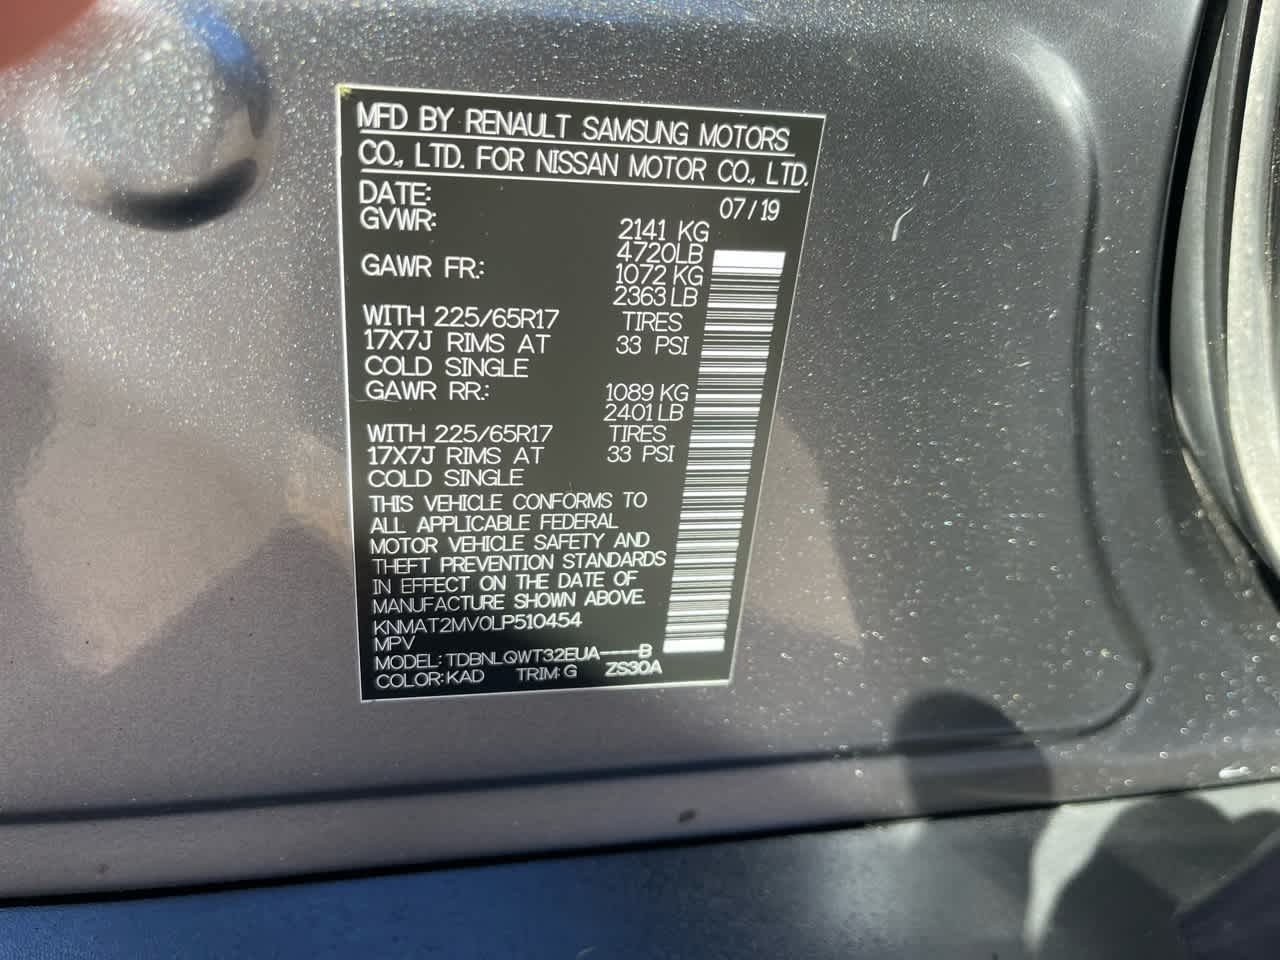 MFD BY RENAULT SAMSUNG MOTORS
CO., LTD. FOR NISSAN MOTOR CO., LTD.
DATE: 07/19
GVWR: 2141 KG
4720LB
GAWR FR.: 1072 KG
2363 LB
WITH 225/65R17 TIRES
17X7J RIMS AT 33 PSI
COLD SINGLE
GAWR RR.: 1089 KG
2401 LB
WITH 225/65R17 TIRES
17X7J RIMS AT 33 PSI
COLD SINGLE
THIS VEHICLE CONFORMS TO
ALL APPLICABLE FEDERAL
MOTOR VEHICLE SAFETY AND
THEFT PREVENTION STANDARDS
IN EFFECT ON THE DATE OF
MANUFACTURE SHOWN ABOVE.
KNMAT2MV0LP510454
MPV
MODEL: TDBNLQWT32EUA----B
COLOR: KAD TRIM: G ZS30A